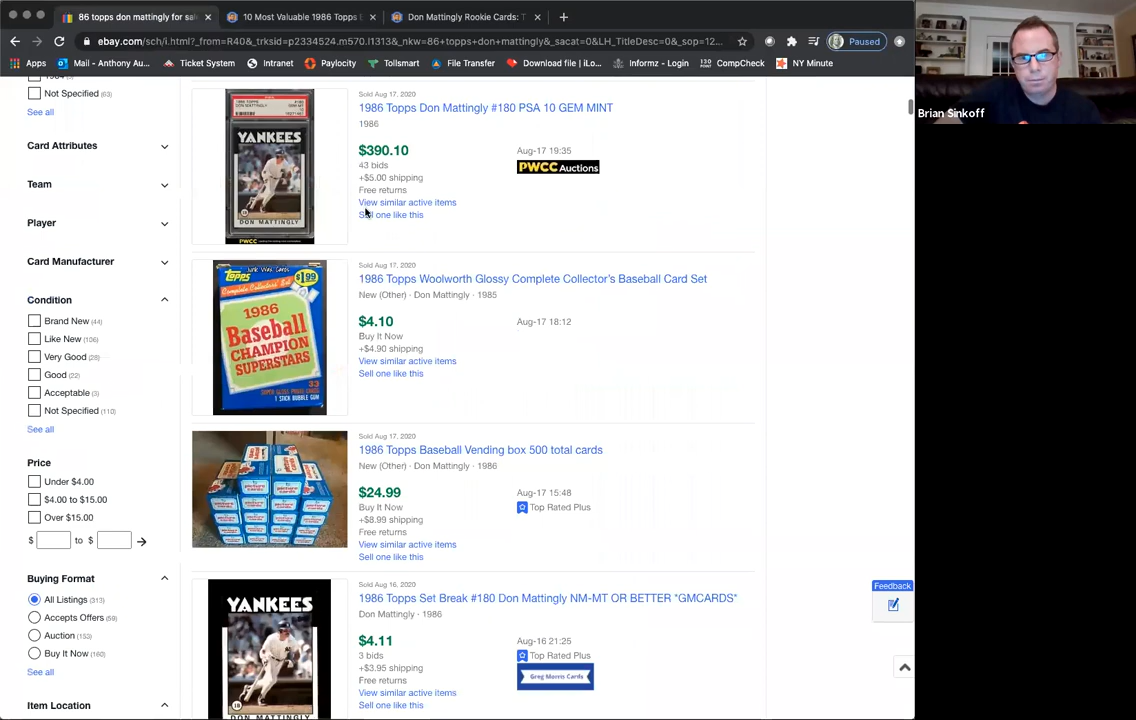 86 topps don mattingly for sal
10 Most Valuable 1986 Topps
Don Mattingly Rookie Cards: T
ebay.com/sch/i.html?_from=R40&_trksid=p2334524.m570.l1313&_nkw=86+topps+don+mattingly&_sacat=0&LH_TitleDesc=0&_sop=12...
Paused
Apps
Mail - Anthony Au...
Ticket System
Intranet
Paylocity
Tollsmart
File Transfer
Download file | iLo...
Informz - Login
CompCheck
NY Minute
Brian Sinkoff
Not Specified (63)
See all
Card Attributes
Team
Player
Card Manufacturer
Condition
Brand New (44)
Like New (106)
Very Good (28)
Good (22)
Acceptable (3)
Not Specified (110)
See all
Price
Under $4.00
$4.00 to $15.00
Over $15.00
$ to $
Buying Format
All Listings (313)
Accepts Offers (59)
Auction (153)
Buy It Now (160)
See all
Item Location
YANKEES
DON MATTINGLY
PWCC
Sold Aug 17, 2020
1986 Topps Don Mattingly #180 PSA 10 GEM MINT
1986
$390.10
43 bids
+$5.00 shipping
Free returns
View similar active items
Sell one like this
Aug-17 19:35
PWCC Auctions
Topps
$1.99
Complete Collectors' Set
1986
Baseball
CHAMPION
SUPERSTARS
33
1 STICK BUBBLE GUM
Sold Aug 17, 2020
1986 Topps Woolworth Glossy Complete Collector's Baseball Card Set
New (Other) · Don Mattingly · 1985
$4.10
Buy It Now
+$4.90 shipping
View similar active items
Sell one like this
Aug-17 18:12
Sold Aug 17, 2020
1986 Topps Baseball Vending box 500 total cards
New (Other) · Don Mattingly · 1986
$24.99
Buy It Now
+$8.99 shipping
Free returns
View similar active items
Sell one like this
Aug-17 15:48
Top Rated Plus
YANKEES
DON MATTINGLY
Sold Aug 16, 2020
1986 Topps Set Break #180 Don Mattingly NM-MT OR BETTER *GMCARDS*
Don Mattingly · 1986
$4.11
3 bids
+$3.95 shipping
Free returns
View similar active items
Sell one like this
Aug-16 21:25
Top Rated Plus
Greg Morris Cards
Feedback